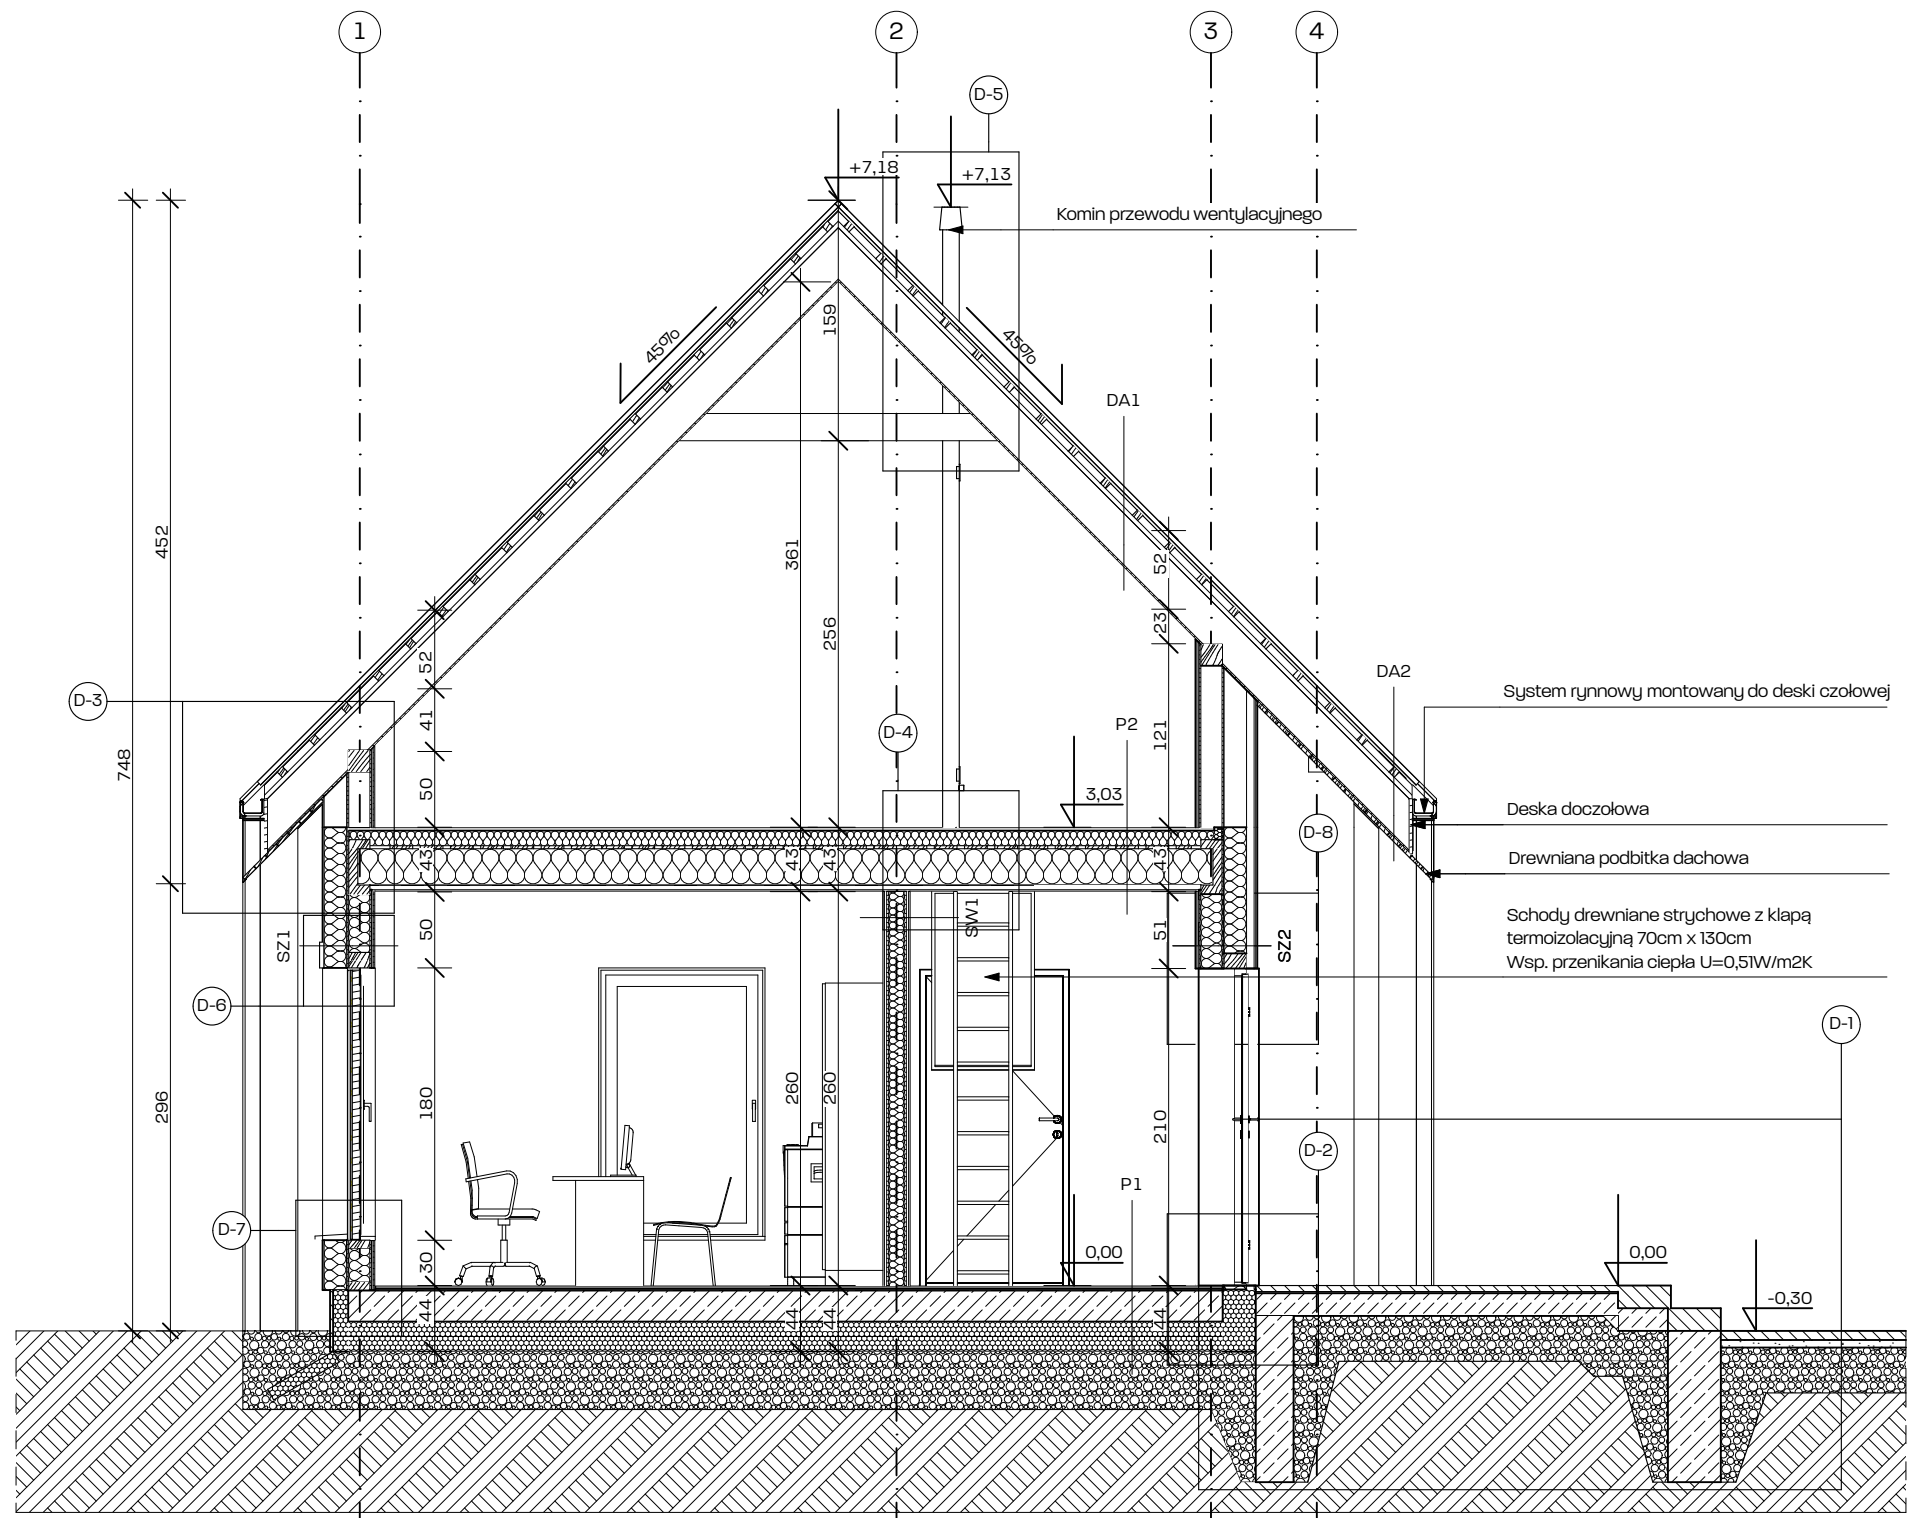 1
2
3
4
D-5
+7,18
+7,13
Komin przewodu wentylacyjnego
159
45%
45%
DA1
452
361
52
256
23
52
DA2
D-3
System rynnowy montowany do deski czołowej
41
P2
D-4
121
748
50
3,03
Deska doczołowa
D-8
43
43
43
43
Drewniana podbitka dachowa
SZ1
50
SW1
51
SZ2
Schody drewniane strychowe z klapą
termoizolacyjną 70cm x 130cm
Wsp. przenikania ciepła U=0,51W/m2K
D-6
D-1
296
180
260
260
210
D-2
P1
D-7
30
0,00
0,00
-0,30
44
44
44
44